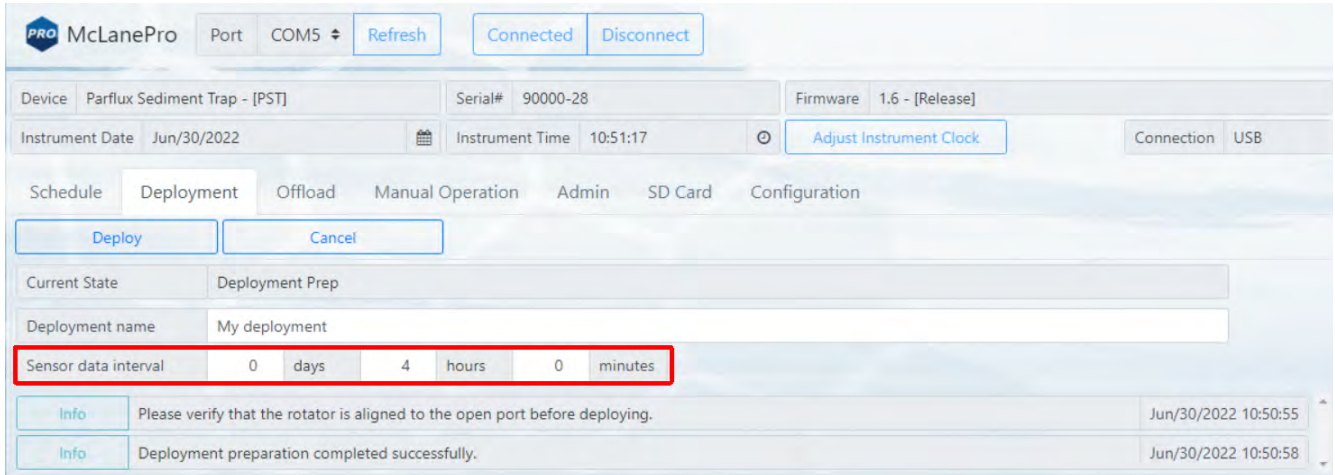 PRO McLanePro Port COM5 Refresh Connected Disconnect
Device Parflux Sediment Trap - [PST] Serial# 90000-28 Firmware 1.6 - [Release]
Instrument Date Jun/30/2022 Instrument Time 10:51:17 Adjust Instrument Clock Connection USB
Schedule Deployment Offload Manual Operation Admin SD Card Configuration
Deploy Cancel
Current State Deployment Prep
Deployment name My deployment
Sensor data interval 0 days 4 hours 0 minutes
Info Please verify that the rotator is aligned to the open port before deploying. Jun/30/2022 10:50:55
Info Deployment preparation completed successfully. Jun/30/2022 10:50:58